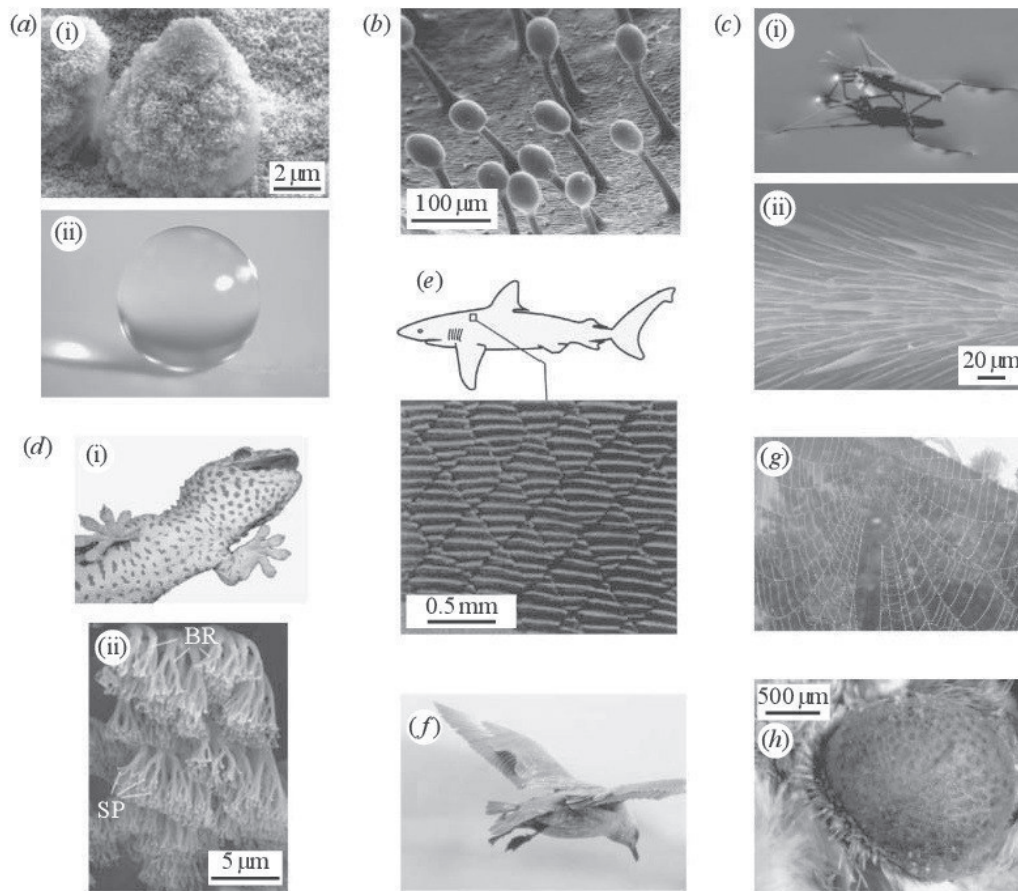 (a)
(i)
2 μm
(ii)
(b)
100 μm
(c)
(i)
(ii)
20 μm
(d)
(i)
(ii)
BR
SP
5 μm
(e)
0.5 mm
(f)
(g)
500 μm
(h)